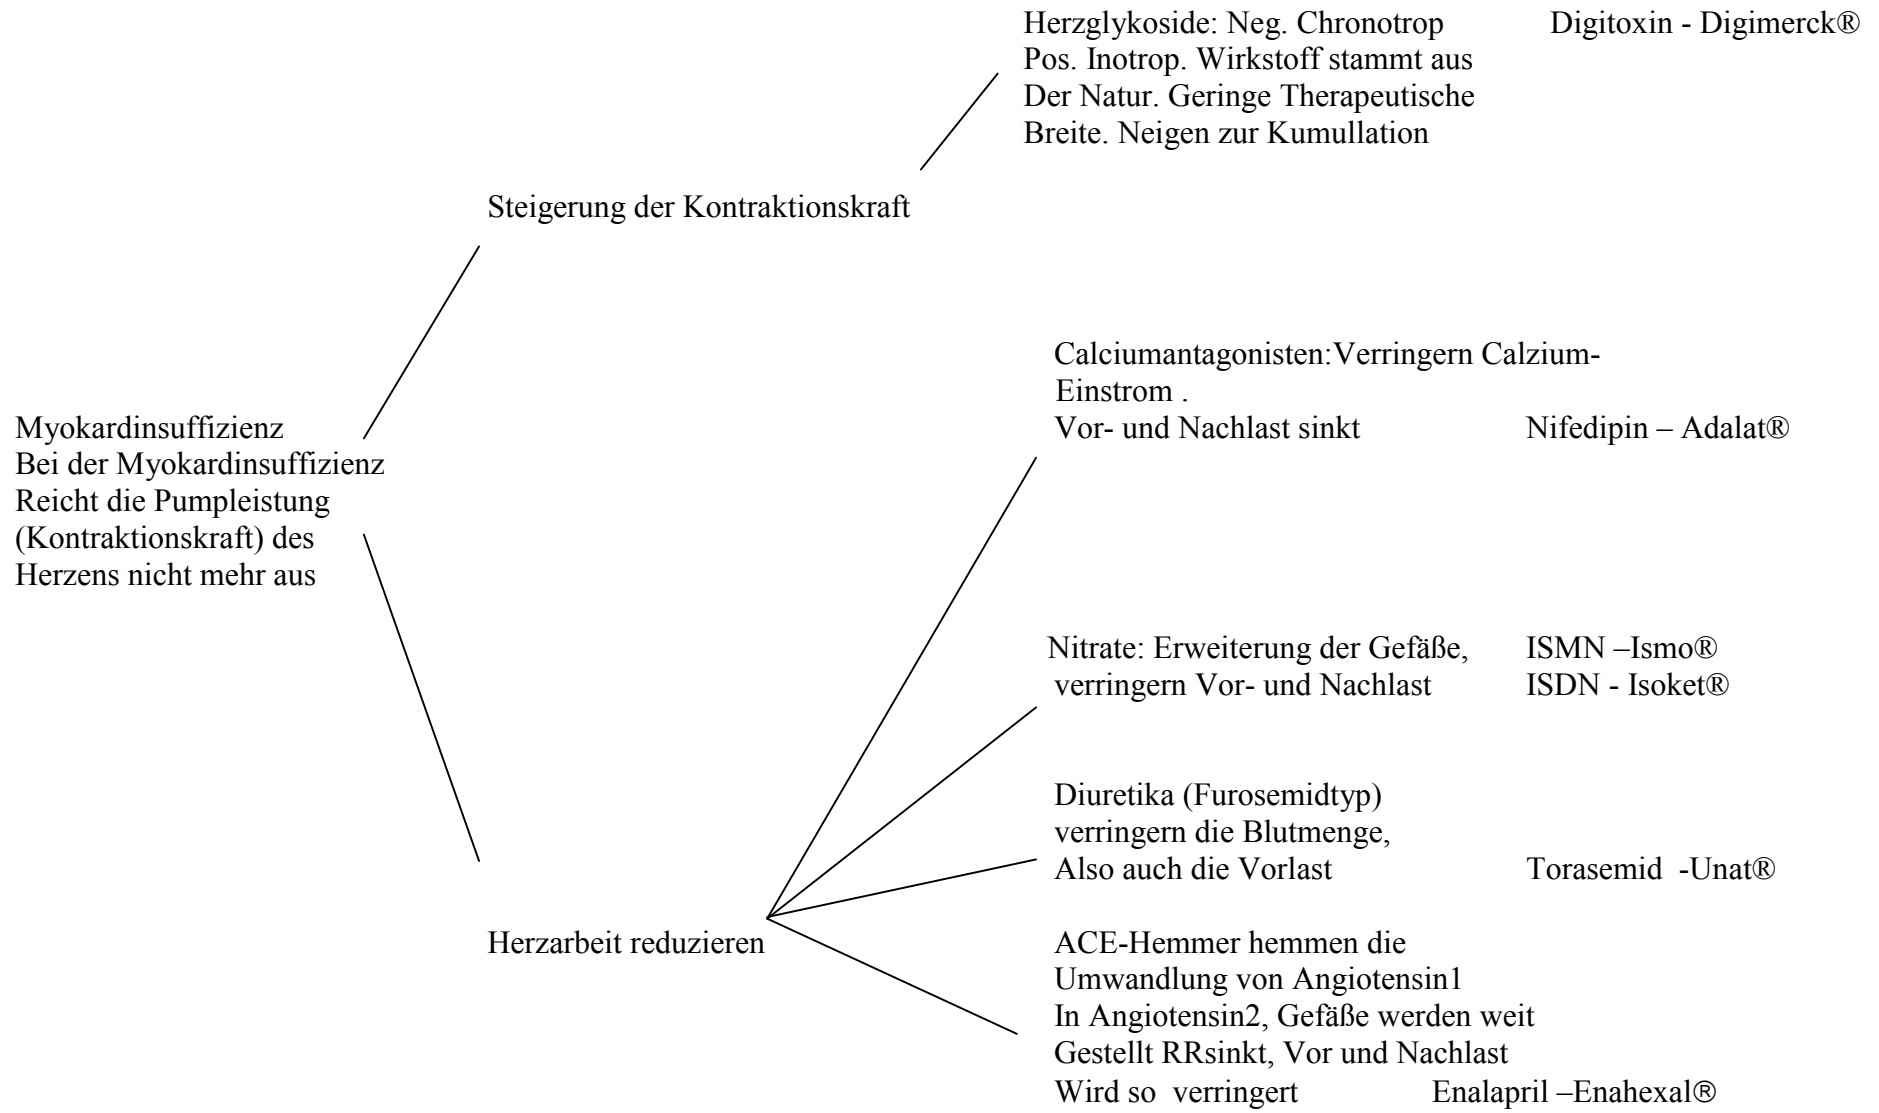 Herzglykoside: Neg. Chronotrop Digitoxin - Digimerck®
Pos. Inotrop. Wirkstoff stammt aus
Der Natur. Geringe Therapeutische
Breite. Neigen zur Kumullation
Steigerung der Kontraktionskraft
Calciumantagonisten:Verringern Calzium-
Einstrom .
Vor- und Nachlast sinkt Nifedipin – Adalat®
Myokardinsuffizienz
Bei der Myokardinsuffizienz
Reicht die Pumpleistung
(Kontraktionskraft) des
Herzens nicht mehr aus
Nitrate: Erweiterung der Gefäße, ISMN –Ismo®
verringern Vor- und Nachlast ISDN - Isoket®
Diuretika (Furosemidtyp)
verringern die Blutmenge,
Also auch die Vorlast Torasemid -Unat®
Herzarbeit reduzieren
ACE-Hemmer hemmen die
Umwandlung von Angiotensin1
In Angiotensin2, Gefäße werden weit
Gestellt RRsinkt, Vor und Nachlast
Wird so verringert Enalapril –Enahexal®